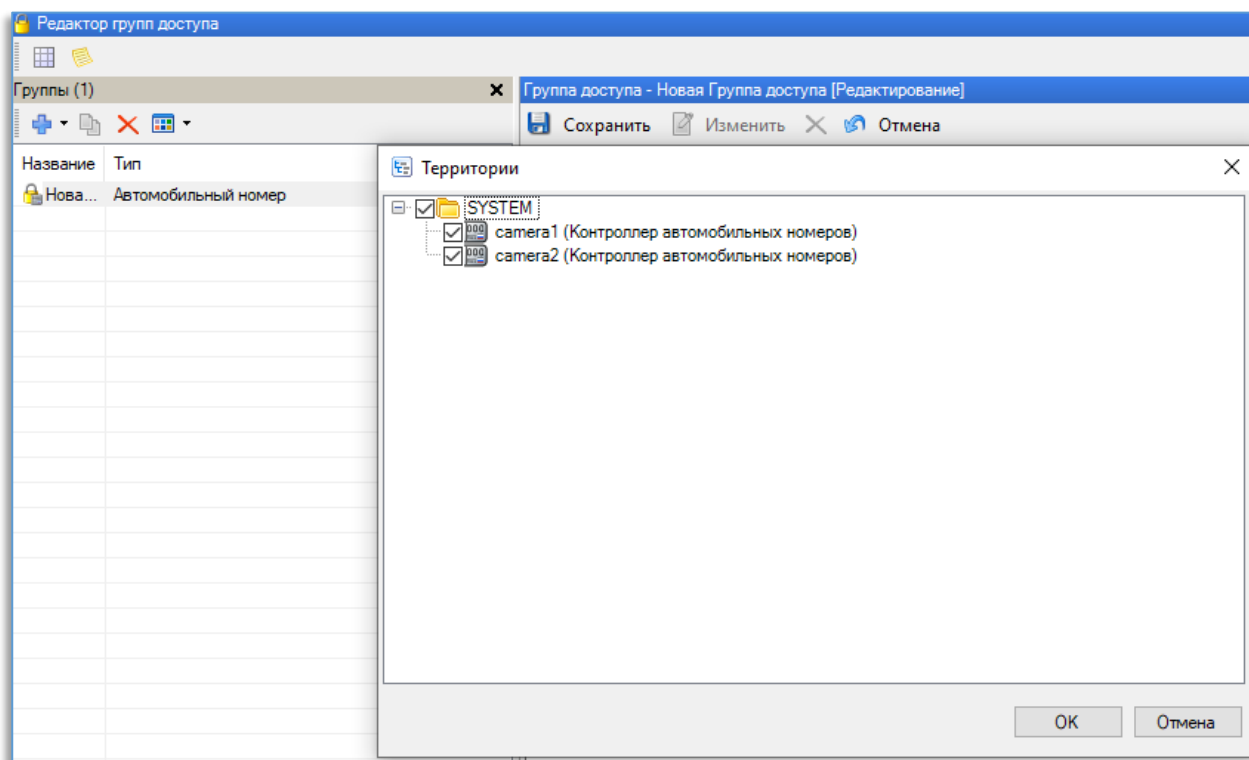 Редактор групп доступа
Группы (1)
Группа доступа - Новая Группа доступа [Редактирование]
Сохранить Изменить Отмена
Название Тип
Нова... Автомобильный номер
Территории
SYSTEM
camera1 (Контроллер автомобильных номеров)
camera2 (Контроллер автомобильных номеров)
OK Отмена